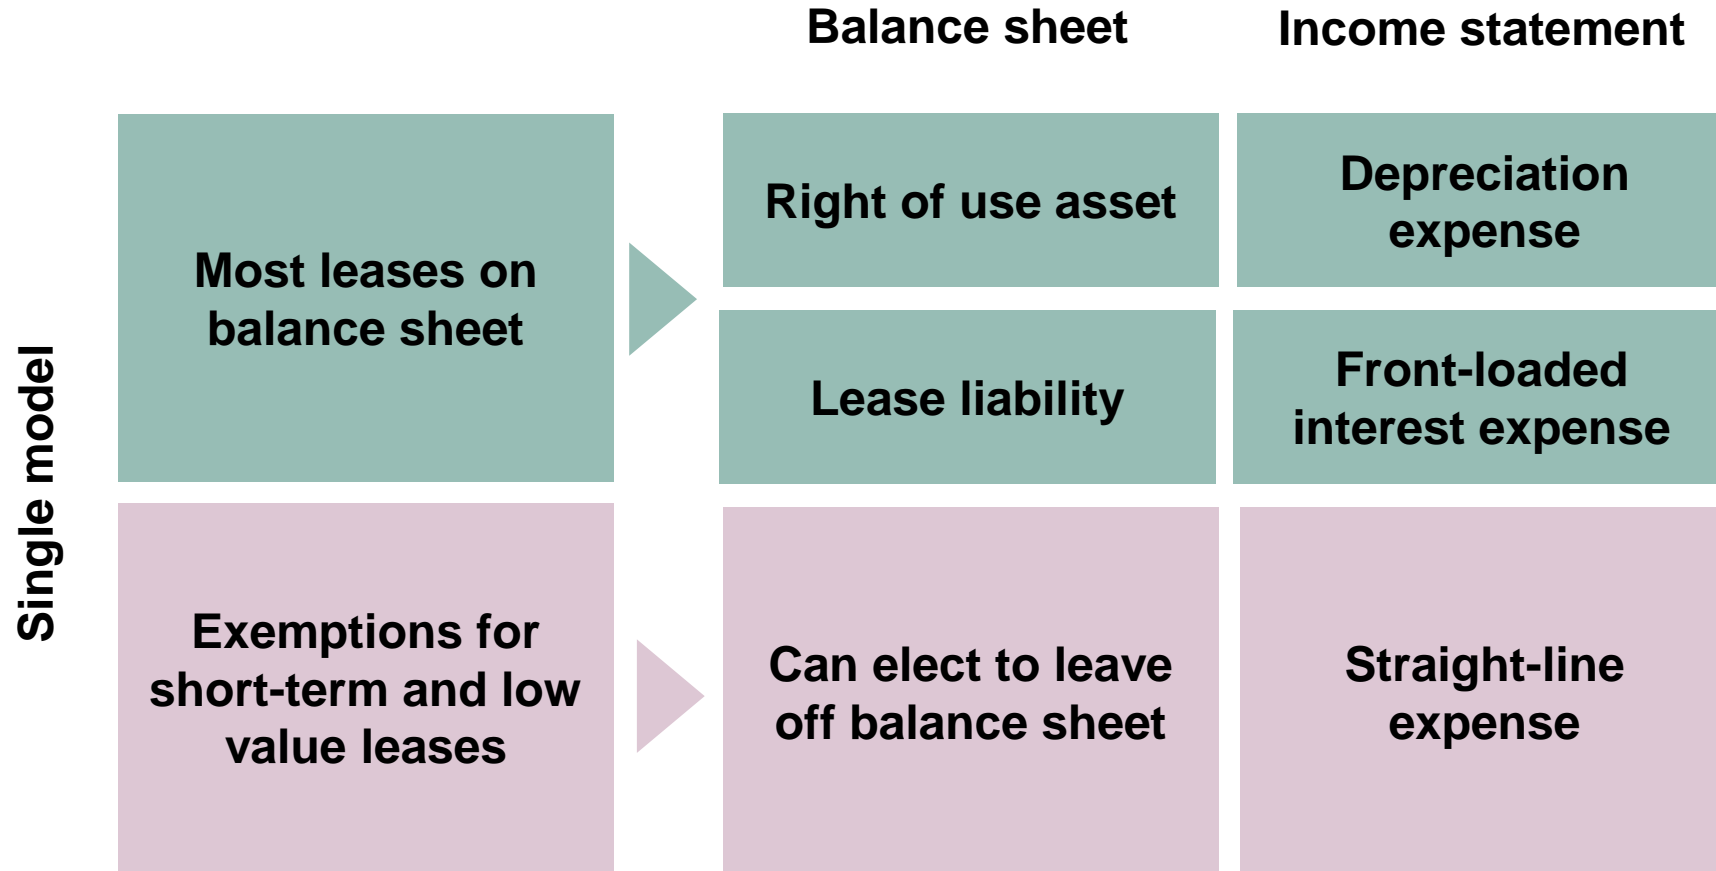 Balance sheet
Income statement
Single model
Most leases on
balance sheet
Right of use asset
Depreciation
expense
Lease liability
Front-loaded
interest expense
Exemptions for
short-term and low
value leases
Can elect to leave
off balance sheet
Straight-line
expense